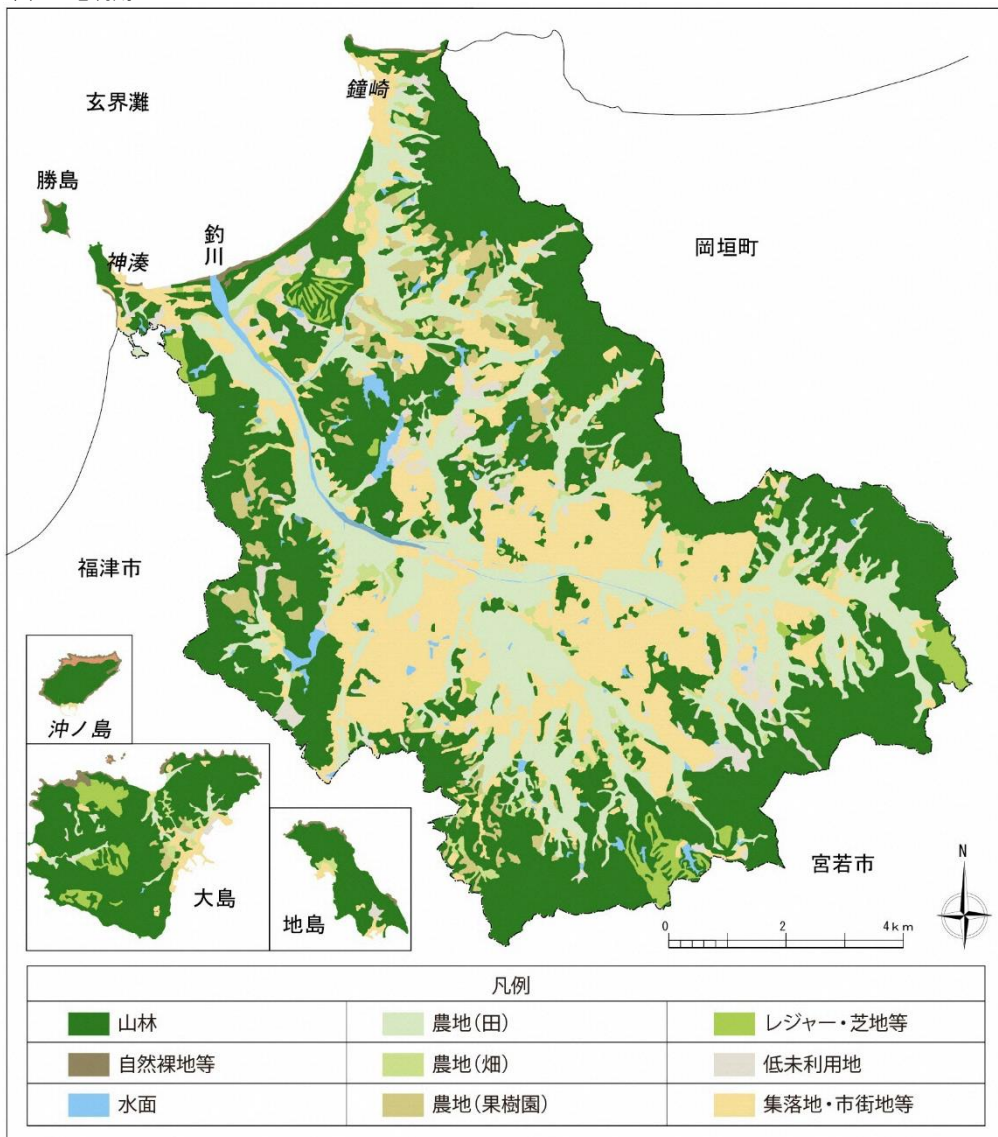 鐘崎
玄界灘
勝島
釣川
神湊
岡垣町
福津市
沖ノ島
大島
地島
宮若市
N
0 2 4km
凡例
山林 農地(田) レジャー・芝地等
自然裸地等 農地(畑) 低未利用地
水面 農地(果樹園) 集落地・市街地等